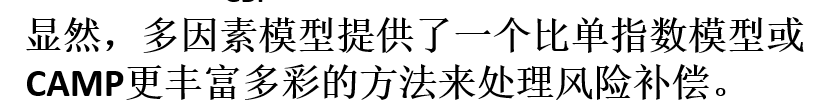 显然，多因素模型提供了一个比单指数模型或
CAMP更丰富多彩的方法来处理风险补偿。